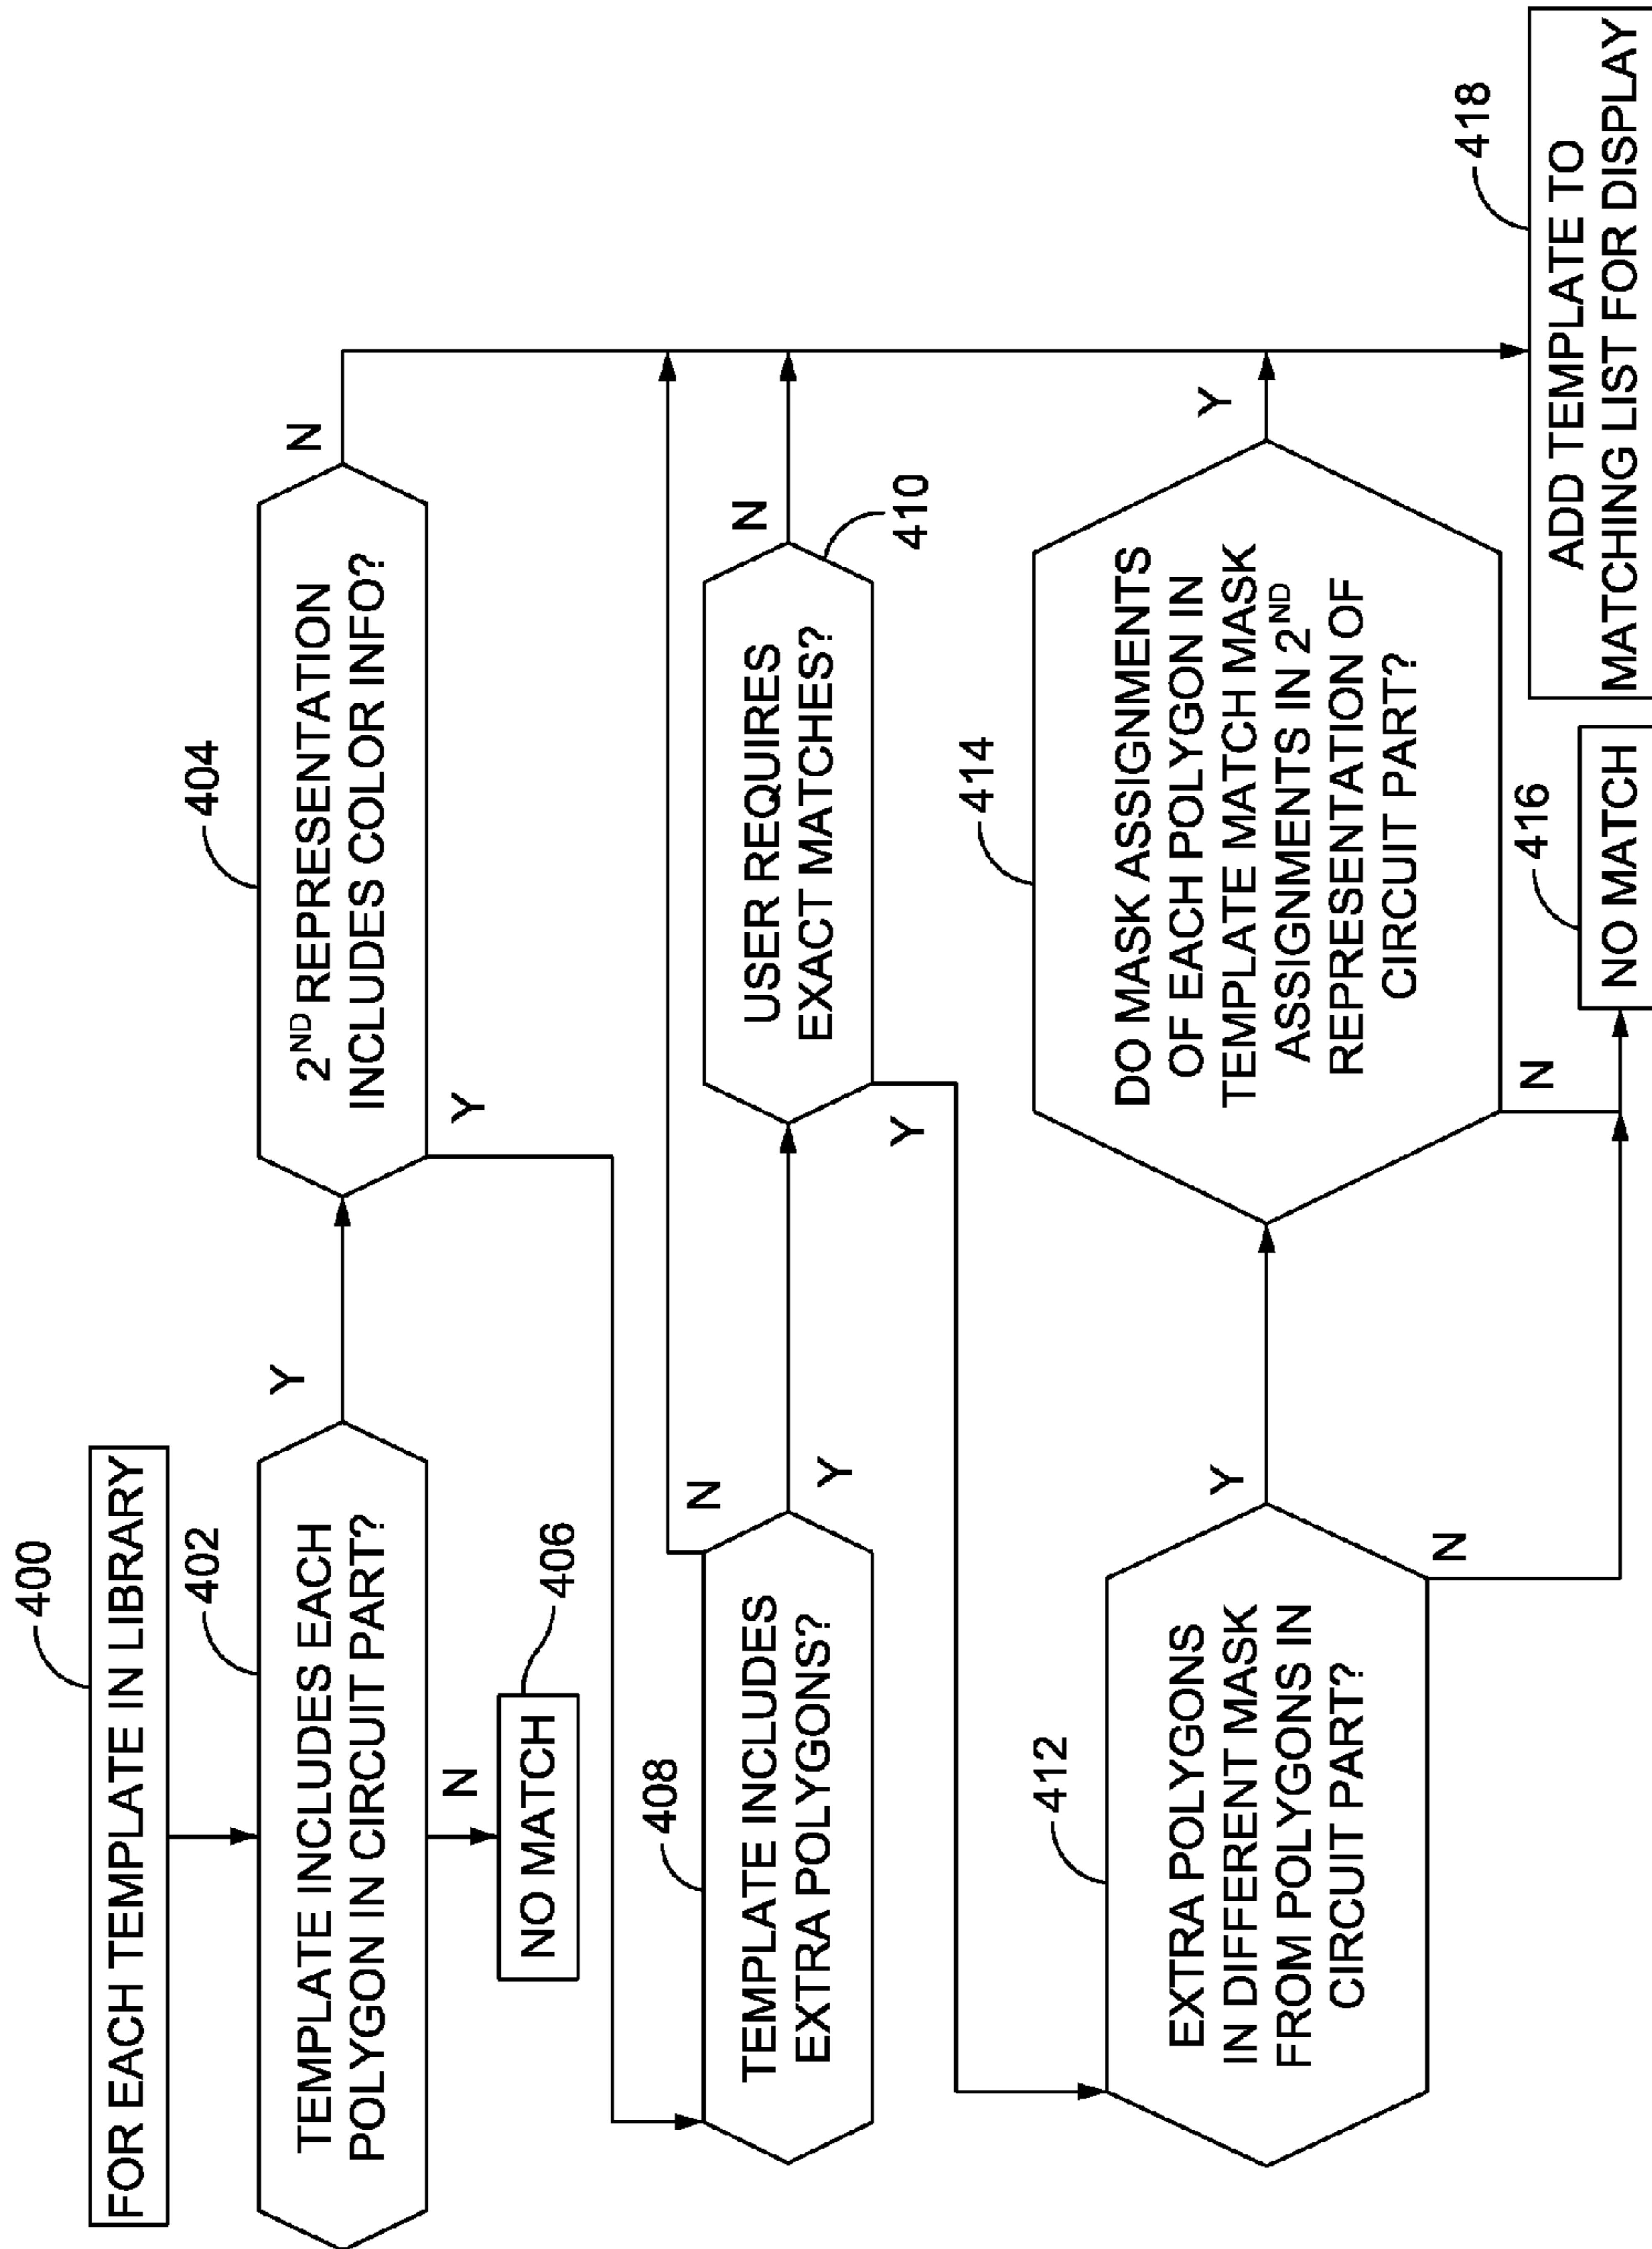 400
FOR EACH TEMPLATE IN LIBRARY
402
TEMPLATE INCLUDES EACH
POLYGON IN CIRCUIT PART?
Y
N
NO MATCH
406
404
2ND REPRESENTATION
INCLUDES COLOR INFO?
N
Y
408
TEMPLATE INCLUDES
EXTRA POLYGONS?
N
Y
USER REQUIRES
EXACT MATCHES?
N
410
Y
412
EXTRA POLYGONS
IN DIFFERENT MASK
FROM POLYGONS IN
CIRCUIT PART?
Y
N
414
DO MASK ASSIGNMENTS
OF EACH POLYGON IN
TEMPLATE MATCH MASK
ASSIGNMENTS IN 2ND
REPRESENTATION OF
CIRCUIT PART?
Y
N
416
NO MATCH
418
ADD TEMPLATE TO
MATCHING LIST FOR DISPLAY